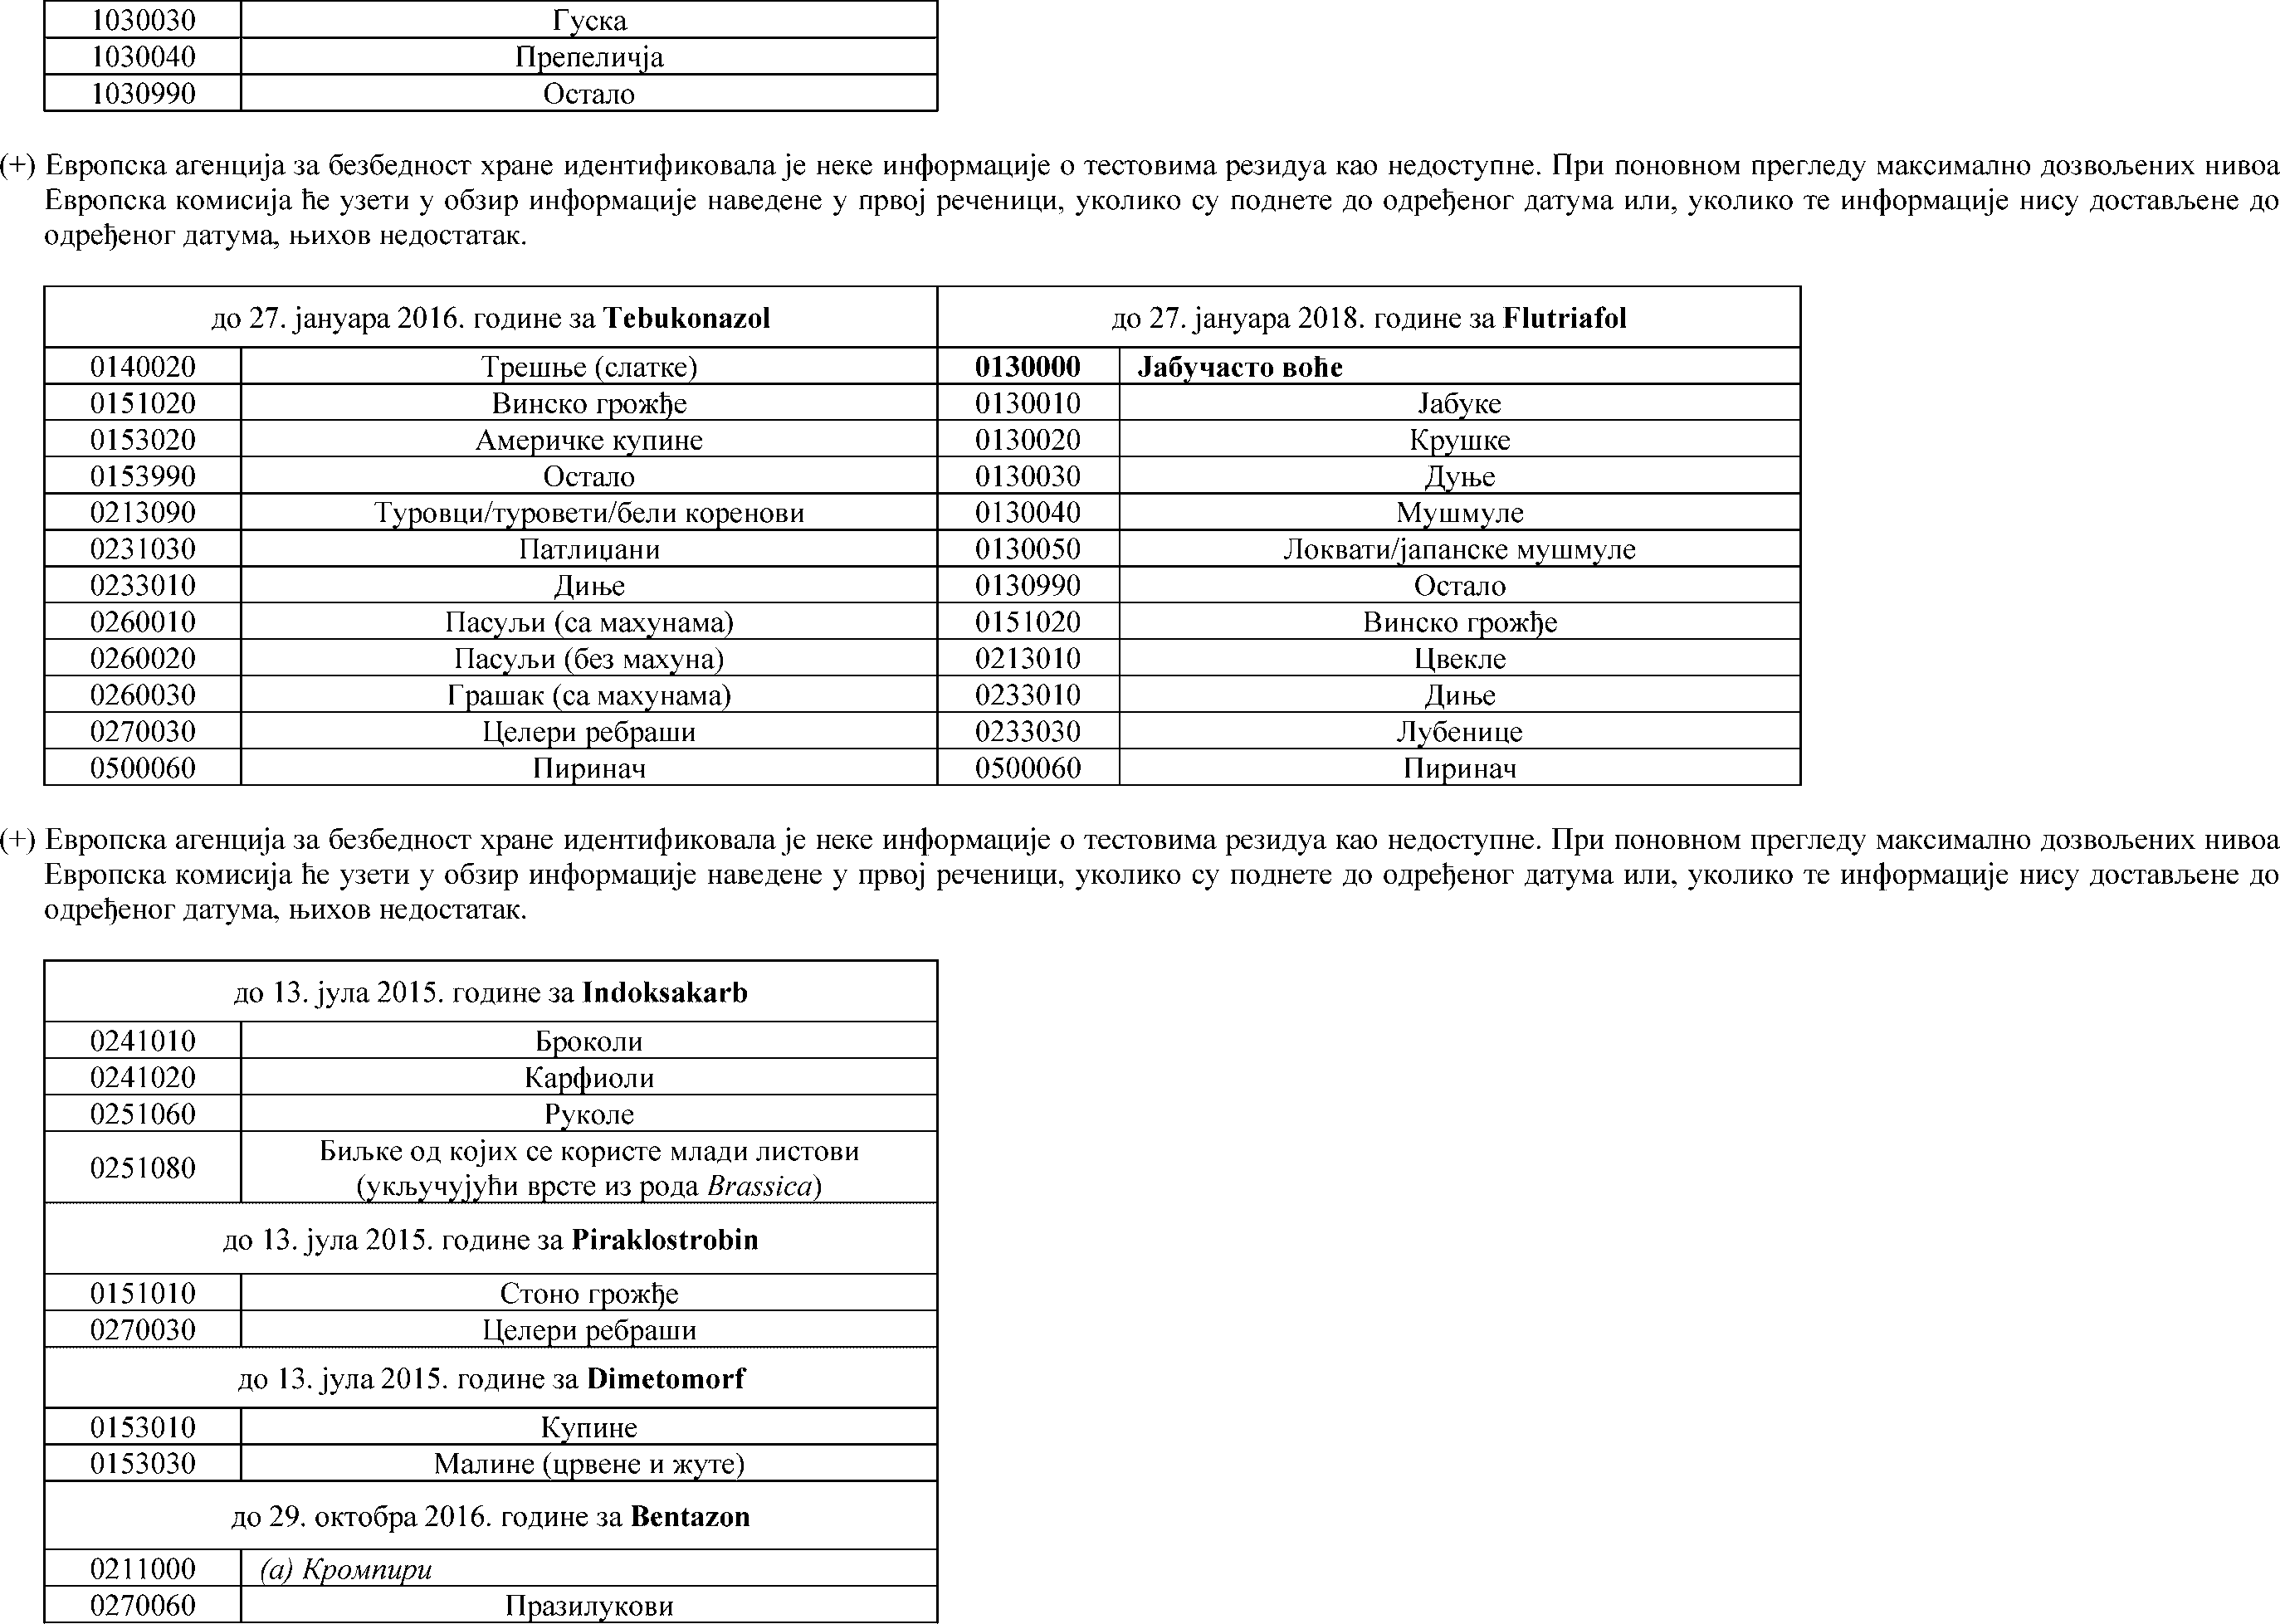 1030030 Гуска
1030040 Препеличја
1030990 Остало
(+) Европска агенција за безбедност хране идентификовала је неке информације о тестовима резидуа као недоступне. При поновном прегледу максимално дозвољених нивоа
Европска комисија ће узети у обзир информације наведене у првој реченици, уколико су поднете до одређеног датума или, уколико те информације нису достављене до
одређеног датума, њихов недостатак.
до 27. јануара 2016. године за Tebukonazol до 27. јануара 2018. године за Flutriafol
0140020 Трешње (слатке) 0130000 Јабучасто воће
0151020 Винско грожђе 0130010 Јабуке
0153020 Америчке купине 0130020 Крушке
0153990 Остало 0130030 Дуње
0213090 Туровци/туровети/бели коренови 0130040 Мушмуле
0231030 Патлиџани 0130050 Локвати/јапанске мушмуле
0233010 Диње 0130990 Остало
0260010 Пасуљи (са махунама) 0151020 Винско грожђе
0260020 Пасуљи (без махуна) 0213010 Цвекле
0260030 Грашак (са махунама) 0233010 Диње
0270030 Целери ребраши 0233030 Лубенице
0500060 Пиринач 0500060 Пиринач
(+) Европска агенција за безбедност хране идентификовала је неке информације о тестовима резидуа као недоступне. При поновном прегледу максимално дозвољених нивоа
Европска комисија ће узети у обзир информације наведене у првој реченици, уколико су поднете до одређеног датума или, уколико те информације нису достављене до
одређеног датума, њихов недостатак.
до 13. јула 2015. године за Indoksakarb
0241010 Броколи
0241020 Карфиоли
0251060 Руколе
0251080 Биљке од којих се користе млади листови
(укључујући врсте из рода Brassica)
до 13. јула 2015. године за Piraklostrobin
0151010 Стоно грожђе
0270030 Целери ребраши
до 13. јула 2015. године за Dimetomorf
0153010 Купине
0153030 Малине (црвене и жуте)
до 29. октобра 2016. године за Bentazon
0211000 (а) Кромпири
0270060 Празилукови